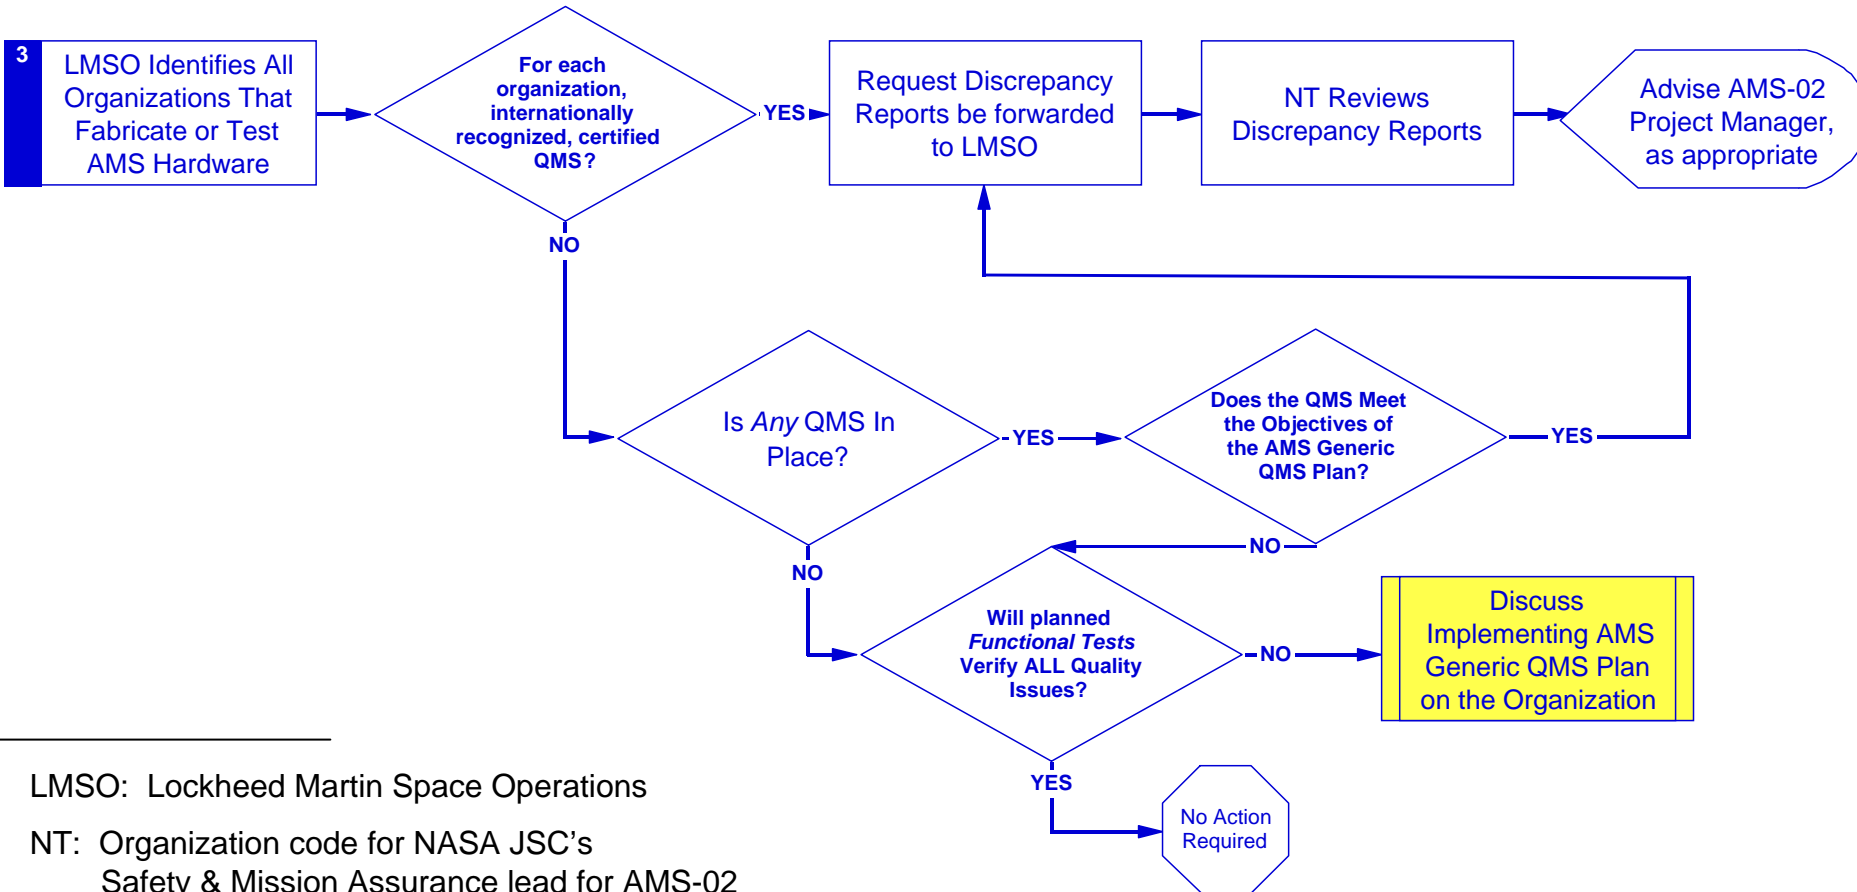 3
LMSO Identifies All
Organizations That
Fabricate or Test
AMS Hardware
For each
organization,
internationally
recognized, certified
QMS?
YES
Request Discrepancy
Reports be forwarded
to LMSO
NT Reviews
Discrepancy Reports
Advise AMS-02
Project Manager,
as appropriate
NO
Is Any QMS In
Place?
YES
Does the QMS Meet
the Objectives of
the AMS Generic
QMS Plan?
YES
NO
NO
Will planned
Functional Tests
Verify ALL Quality
Issues?
NO
Discuss
Implementing AMS
Generic QMS Plan
on the Organization
YES
No Action
Required
LMSO: Lockheed Martin Space Operations
NT: Organization code for NASA JSC's
Safety & Mission Assurance lead for AMS-02